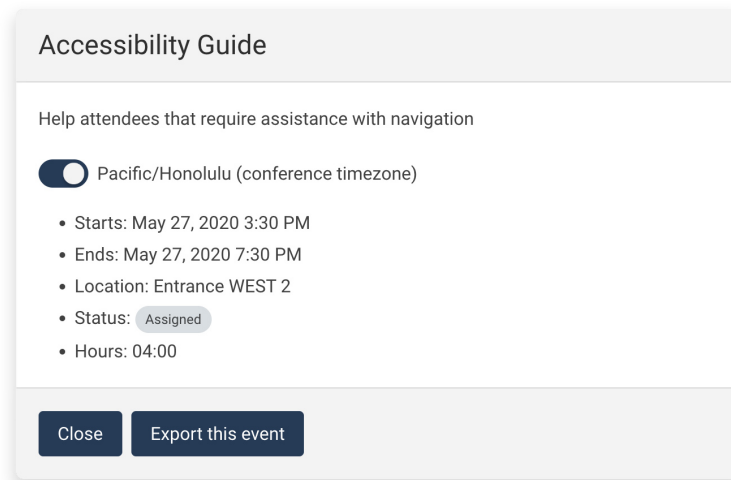 Accessibility Guide
Help attendees that require assistance with navigation
Pacific/Honolulu (conference timezone)
• Starts: May 27, 2020 3:30 PM
• Ends: May 27, 2020 7:30 PM
• Location: Entrance WEST 2
• Status: Assigned
• Hours: 04:00
Close Export this event